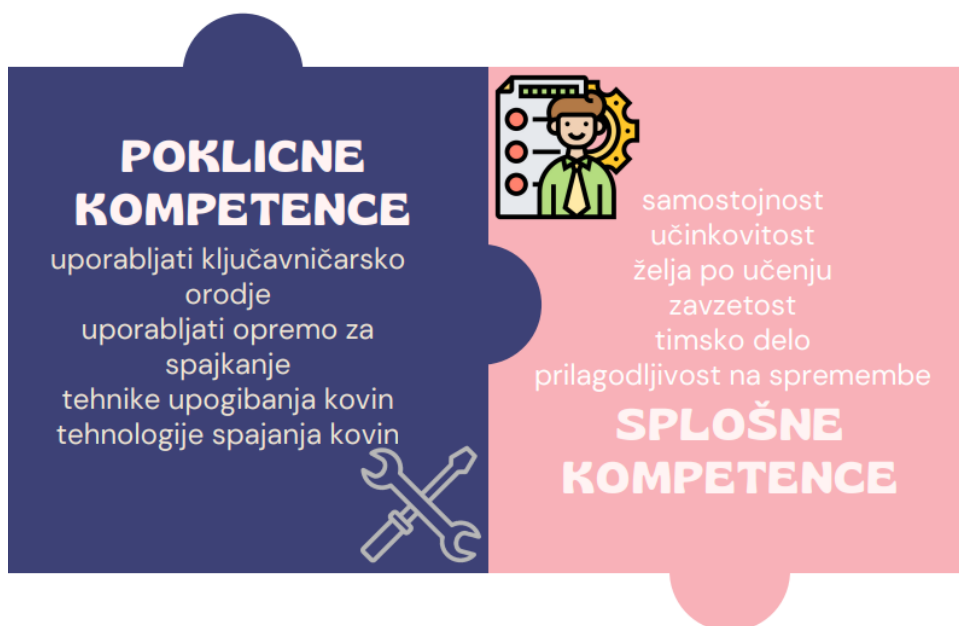 POKLICNE
KOMPETENCE
uporabljati ključavničarsko
orodje
uporabljati opremo za
spajkanje
tehnike upogibanja kovin
tehnologije spajanja kovin
samostojnost
učinkovitost
želja po učenju
zavzetost
timsko delo
prilagodljivost na spremembe
SPLOŠNE
KOMPETENCE